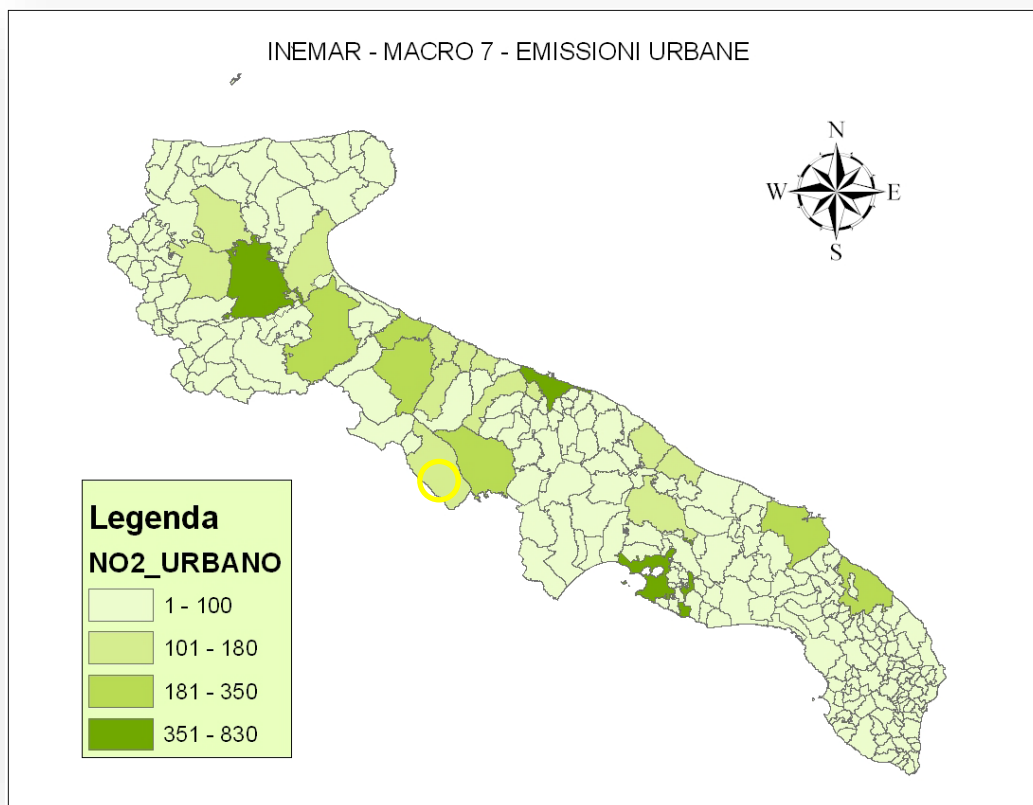 INEMAR - MACRO 7 - EMISSIONI URBANE
N
W E
S
Legenda
NO2_URBANO
1 - 100
101 - 180
181 - 350
351 - 830